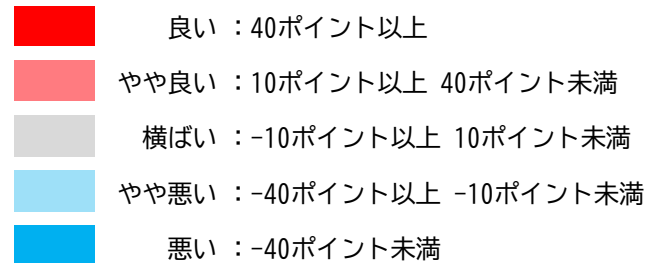 良い ：40ポイント以上
やや良い ：10ポイント以上 40ポイント未満
横ばい ：-10ポイント以上 10ポイント未満
やや悪い ：-40ポイント以上 -10ポイント未満
悪い ：-40ポイント未満